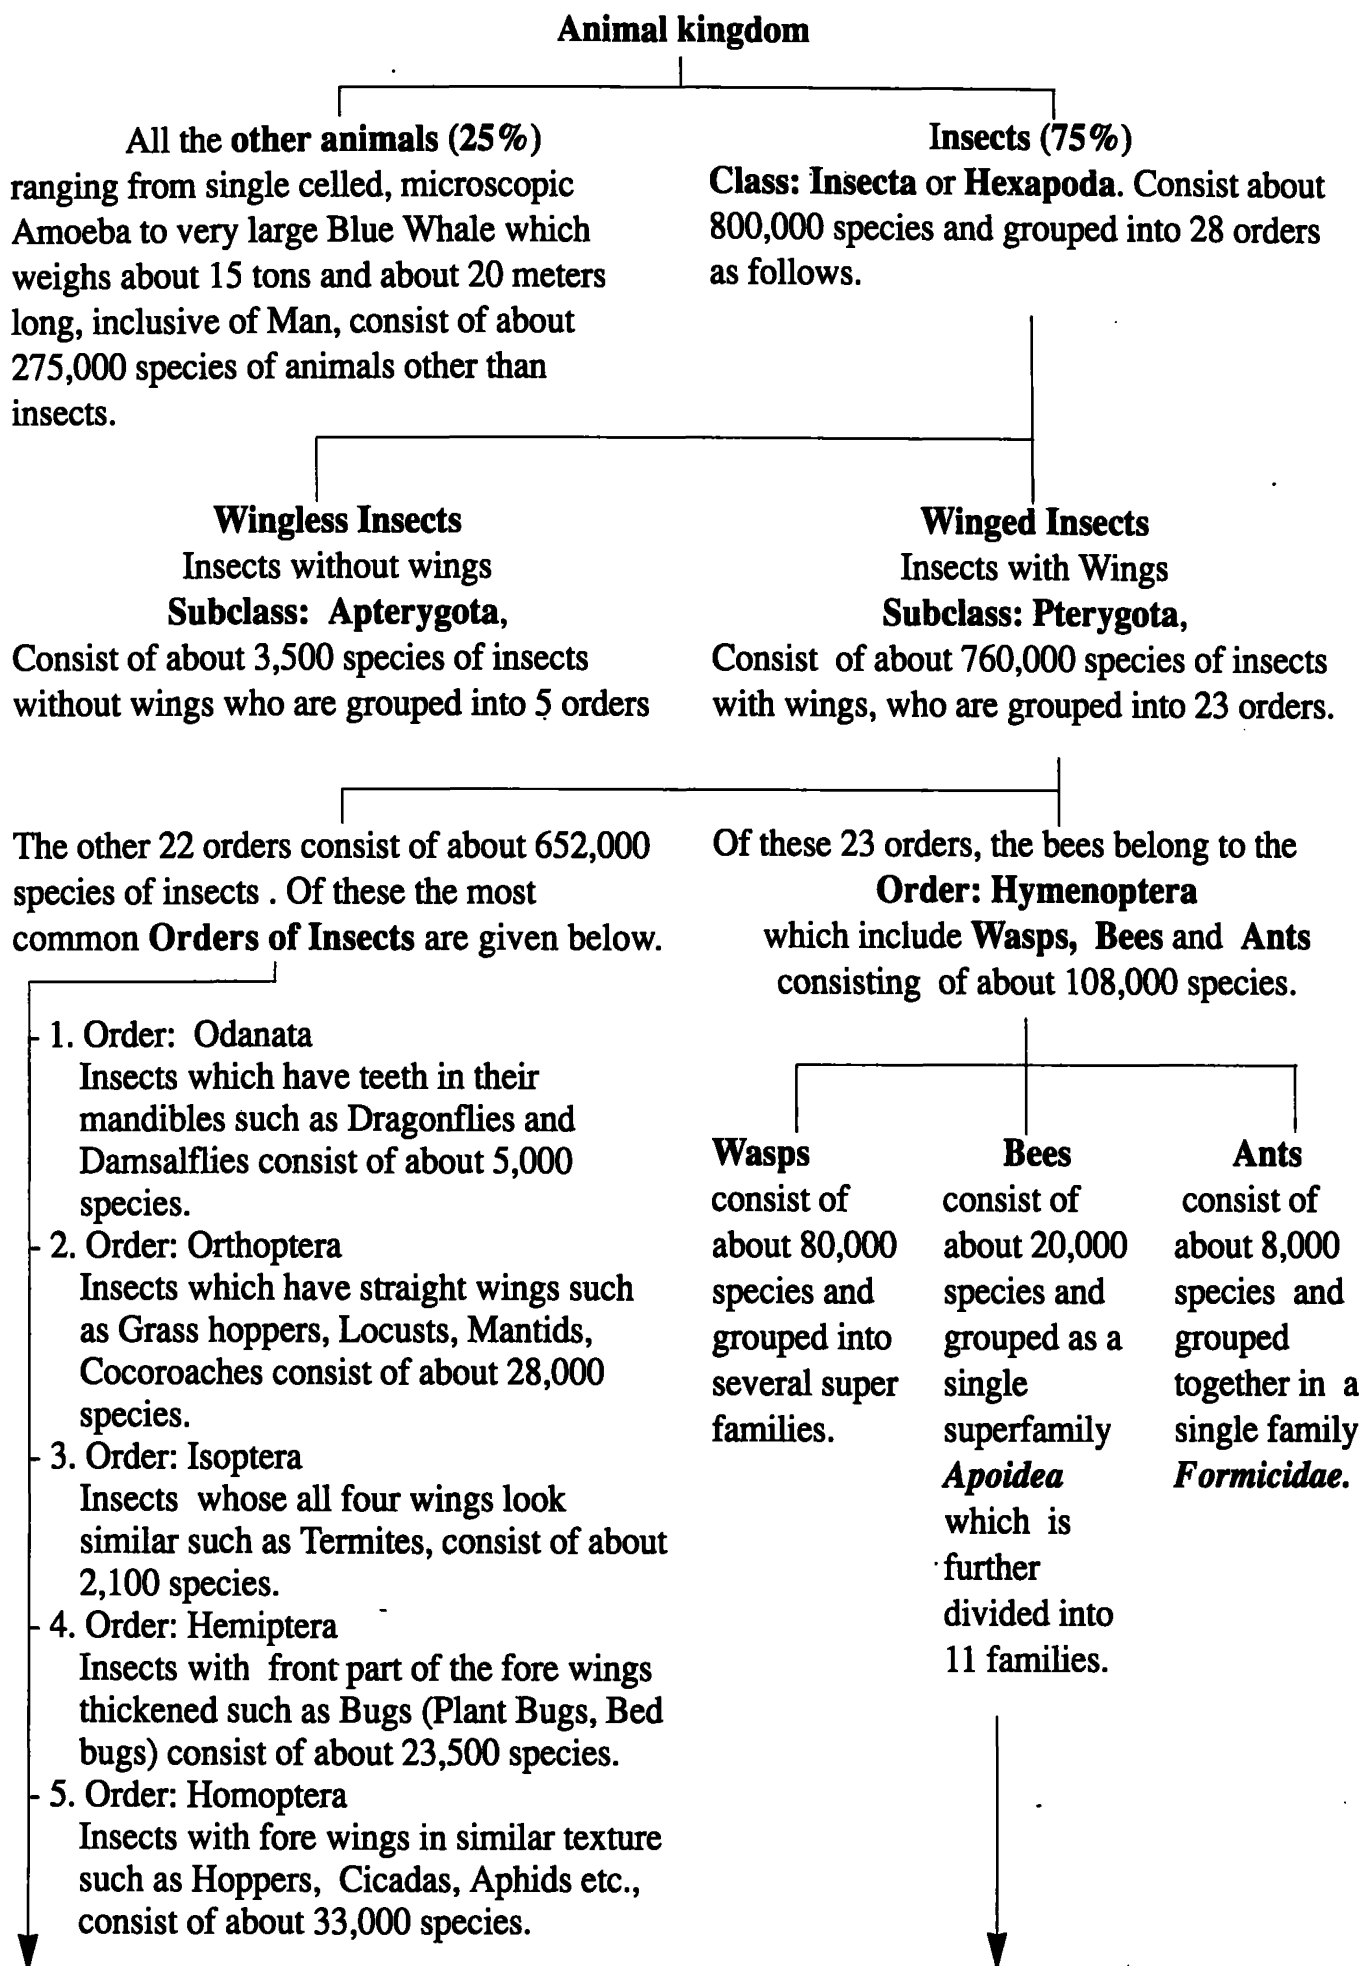 Animal kingdom
All the other animals (25%)
ranging from single celled, microscopic
Amoeba to very large Blue Whale which
weighs about 15 tons and about 20 meters
long, inclusive of Man, consist of about
275,000 species of animals other than
insects.
Insects (75%)
Class: Insecta or Hexapoda. Consist about
800,000 species and grouped into 28 orders
as follows.
Wingless Insects
Insects without wings
Subclass: Apterygota,
Consist of about 3,500 species of insects
without wings who are grouped into 5 orders
Winged Insects
Insects with Wings
Subclass: Pterygota,
Consist of about 760,000 species of insects
with wings, who are grouped into 23 orders.
The other 22 orders consist of about 652,000
species of insects . Of these the most
common Orders of Insects are given below.
1. Order: Odanata
Insects which have teeth in their
mandibles such as Dragonflies and
Damsalflies consist of about 5,000
species.
2. Order: Orthoptera
Insects which have straight wings such
as Grass hoppers, Locusts, Mantids,
Cocoroaches consist of about 28,000
species.
3. Order: Isoptera
Insects whose all four wings look
similar such as Termites, consist of about
2,100 species.
4. Order: Hemiptera
Insects with front part of the fore wings
thickened such as Bugs (Plant Bugs, Bed
bugs) consist of about 23,500 species.
5. Order: Homoptera
Insects with fore wings in similar texture
such as Hoppers, Cicadas, Aphids etc.,
consist of about 33,000 species.
Of these 23 orders, the bees belong to the
Order: Hymenoptera
which include Wasps, Bees and Ants
consisting of about 108,000 species.
Wasps
consist of
about 80,000
species and
grouped into
several super
families.
Bees
consist of
about 20,000
species and
grouped as a
single
superfamily
Apoidea
which is
further
divided into
11 families.
Ants
consist of
about 8,000
species and
grouped
together in a
single family
Formicidae.